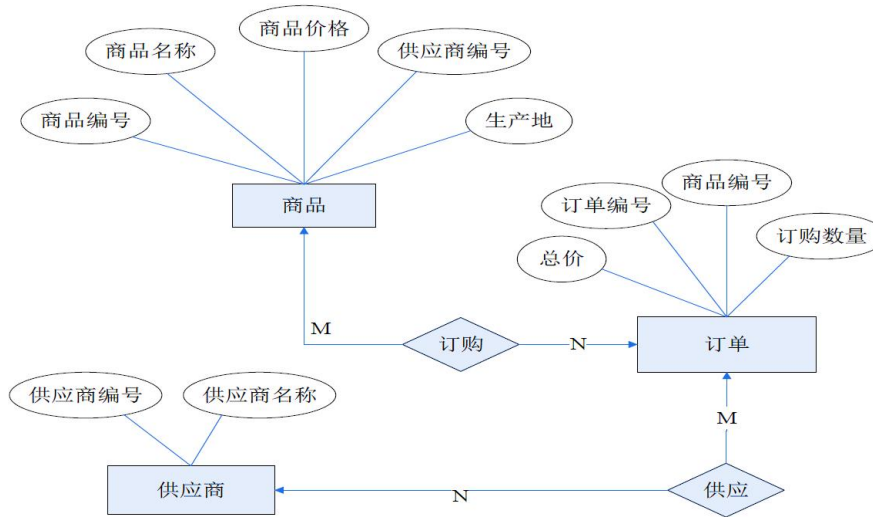 商品价格
商品名称
供应商编号
商品编号
生产地
商品
商品编号
订单编号
订购数量
总价
M
订购
N
订单
供应商编号
供应商名称
M
供应商
N
供应